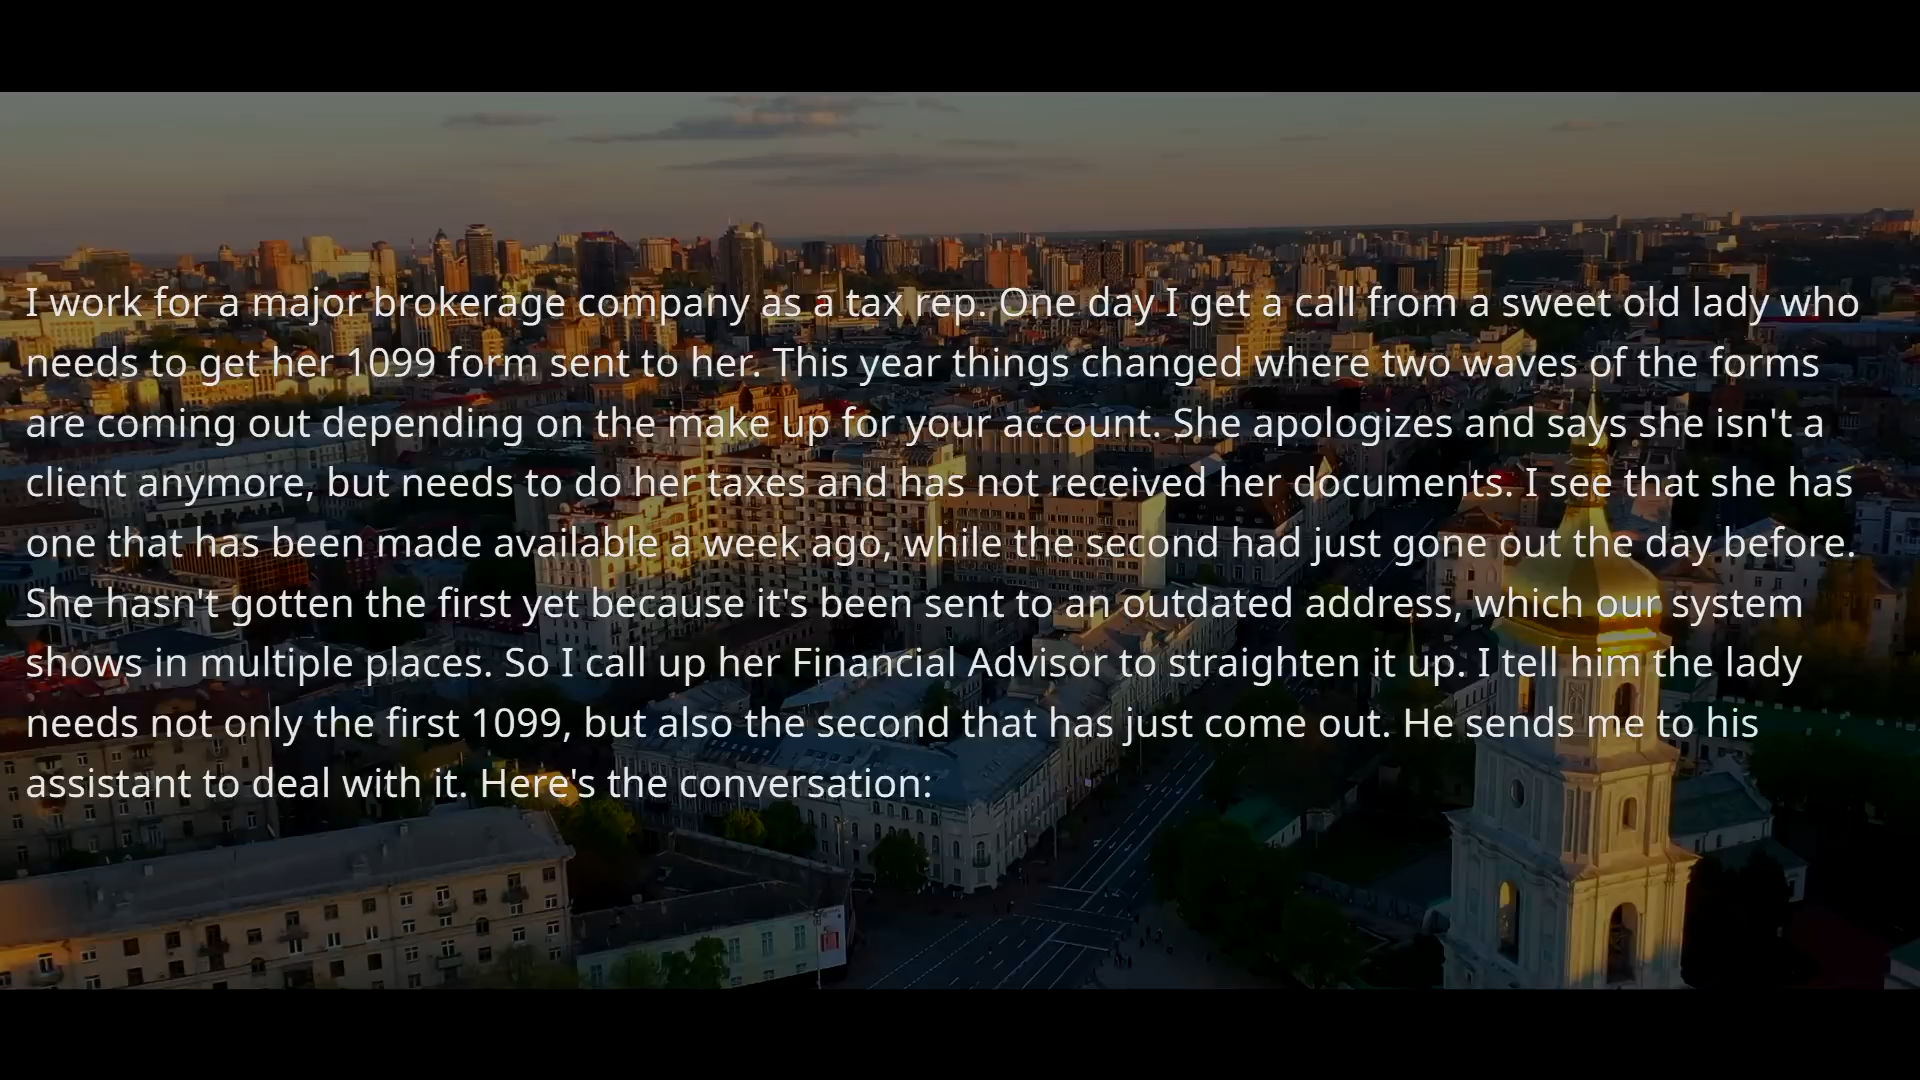 I work for a major brokerage company as a tax rep. One day I get a call from a sweet old lady who
needs to get her 1099 form sent to her. This year things changed where two waves of the forms
are coming out depending on the make up for your account. She apologizes and says she isn't a
client anymore, but needs to do her taxes and has not received her documents. I see that she has
one that has been made available a week ago, while the second had just gone out the day before.
She hasn't gotten the first yet because it's been sent to an outdated address, which our system
shows in multiple places. So I call up her Financial Advisor to straighten it up. I tell him the lady
needs not only the first 1099, but also the second that has just come out. He sends me to his
assistant to deal with it. Here's the conversation: